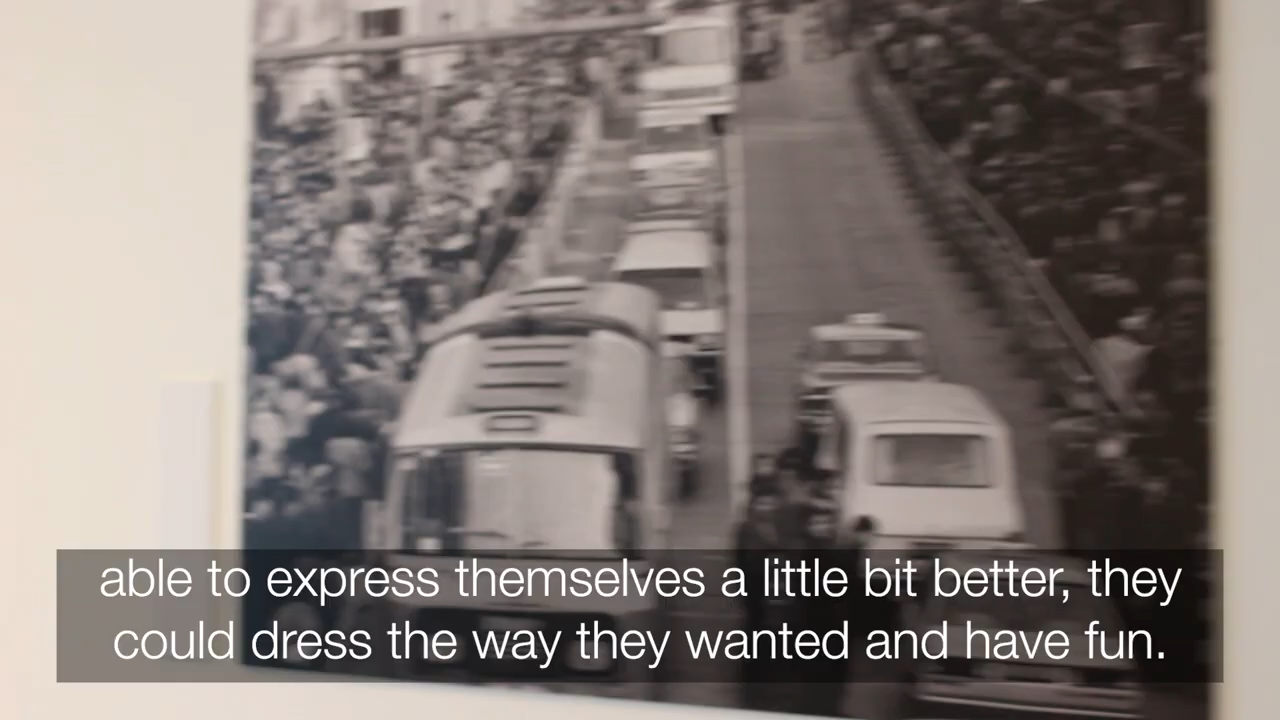 able to express themselves a little bit better, they
could dress the way they wanted and have fun.